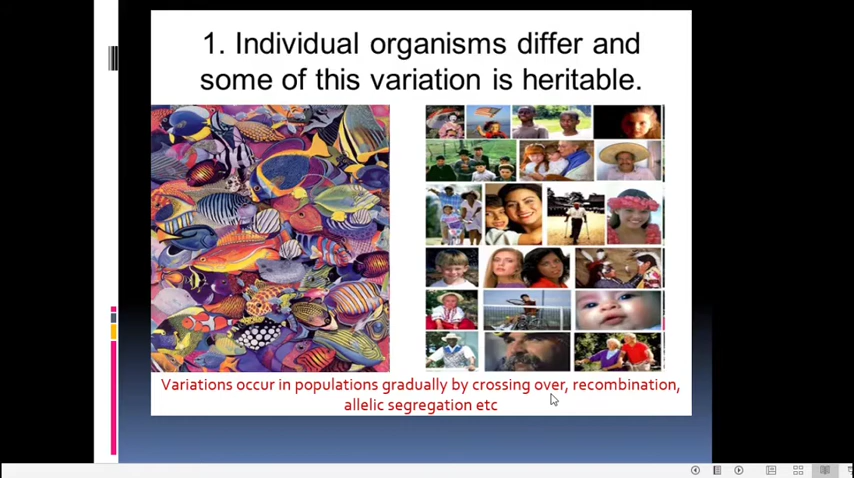 1. Individual organisms differ and
some of this variation is heritable.
Variations occur in populations gradually by crossing over, recombination,
allelic segregation etc